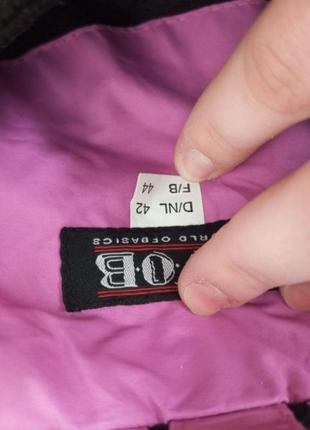 O.B
RLD OF BASICS
D/NL 42
F/B 44